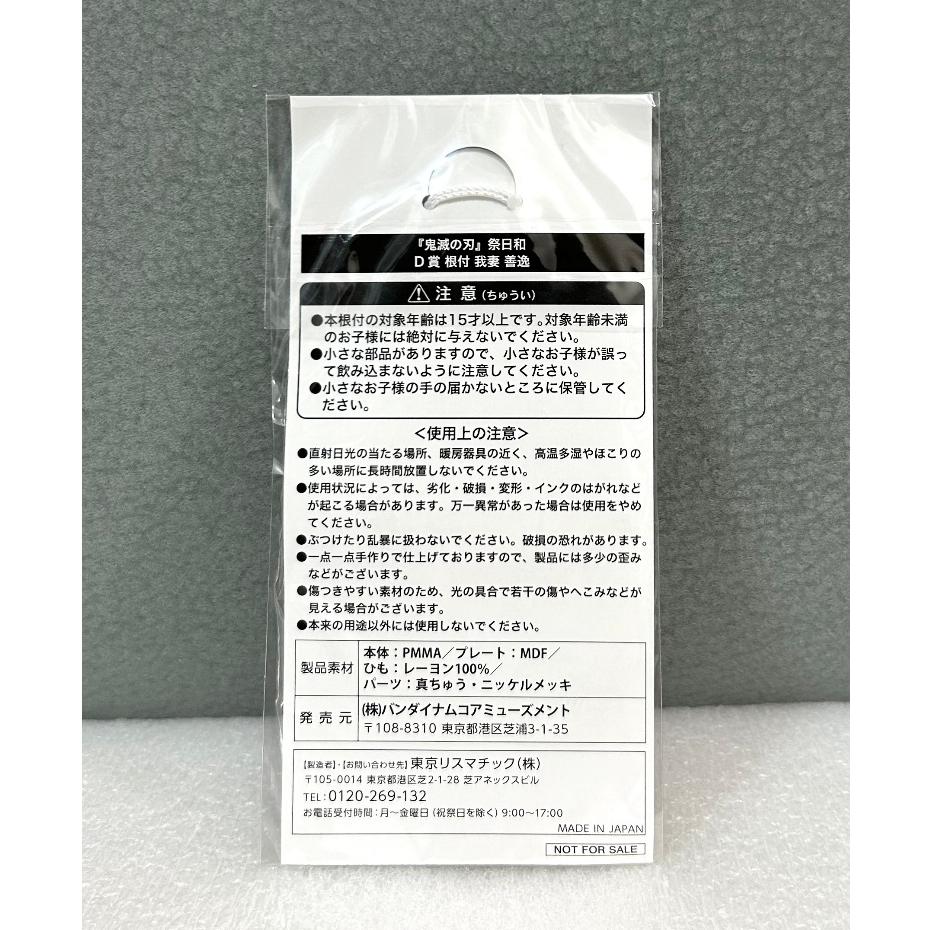 『鬼滅の刃』祭日和
D賞 根付 我妻 善逸
注 意 (ちゅうい)
●本根付の対象年齢は15才以上です。対象年齢未満
のお子様には絶対に与えないでください。
●小さな部品がありますので、小さなお子様が誤っ
て飲み込まないように注意してください。
●小さなお子様の手の届かないところに保管してく
ださい。
＜使用上の注意＞
●直射日光の当たる場所、暖房器具の近く、高温多湿やほこりの
多い場所に長時間放置しないでください。
●使用状況によっては、劣化・破損・変形・インクのはがれなど
が起こる場合があります。万一異常があった場合は使用をやめ
てください。
●ぶつけたり乱暴に扱わないでください。破損の恐れがあります。
●一点一点手作りで仕上げておりますので、製品には多少の歪み
などがございます。
●傷つきやすい素材のため、光の具合で若干の傷やへこみなどが
見える場合がございます。
●本来の用途以外には使用しないでください。
製品素材
本体：PMMA／プレート：MDF／
ひも：レーヨン100%／
パーツ：真ちゅう・ニッケルメッキ
発 売 元
(株)バンダイナムコアミューズメント
〒108-8310 東京都港区芝浦3-1-35
【製造者】・【お問い合わせ先】東京リスマチック(株)
〒105-0014 東京都港区芝2-1-28 芝アネックスビル
TEL：0120-269-132
お電話受付時間：月～金曜日 (祝祭日を除く) 9:00～17:00
MADE IN JAPAN
NOT FOR SALE